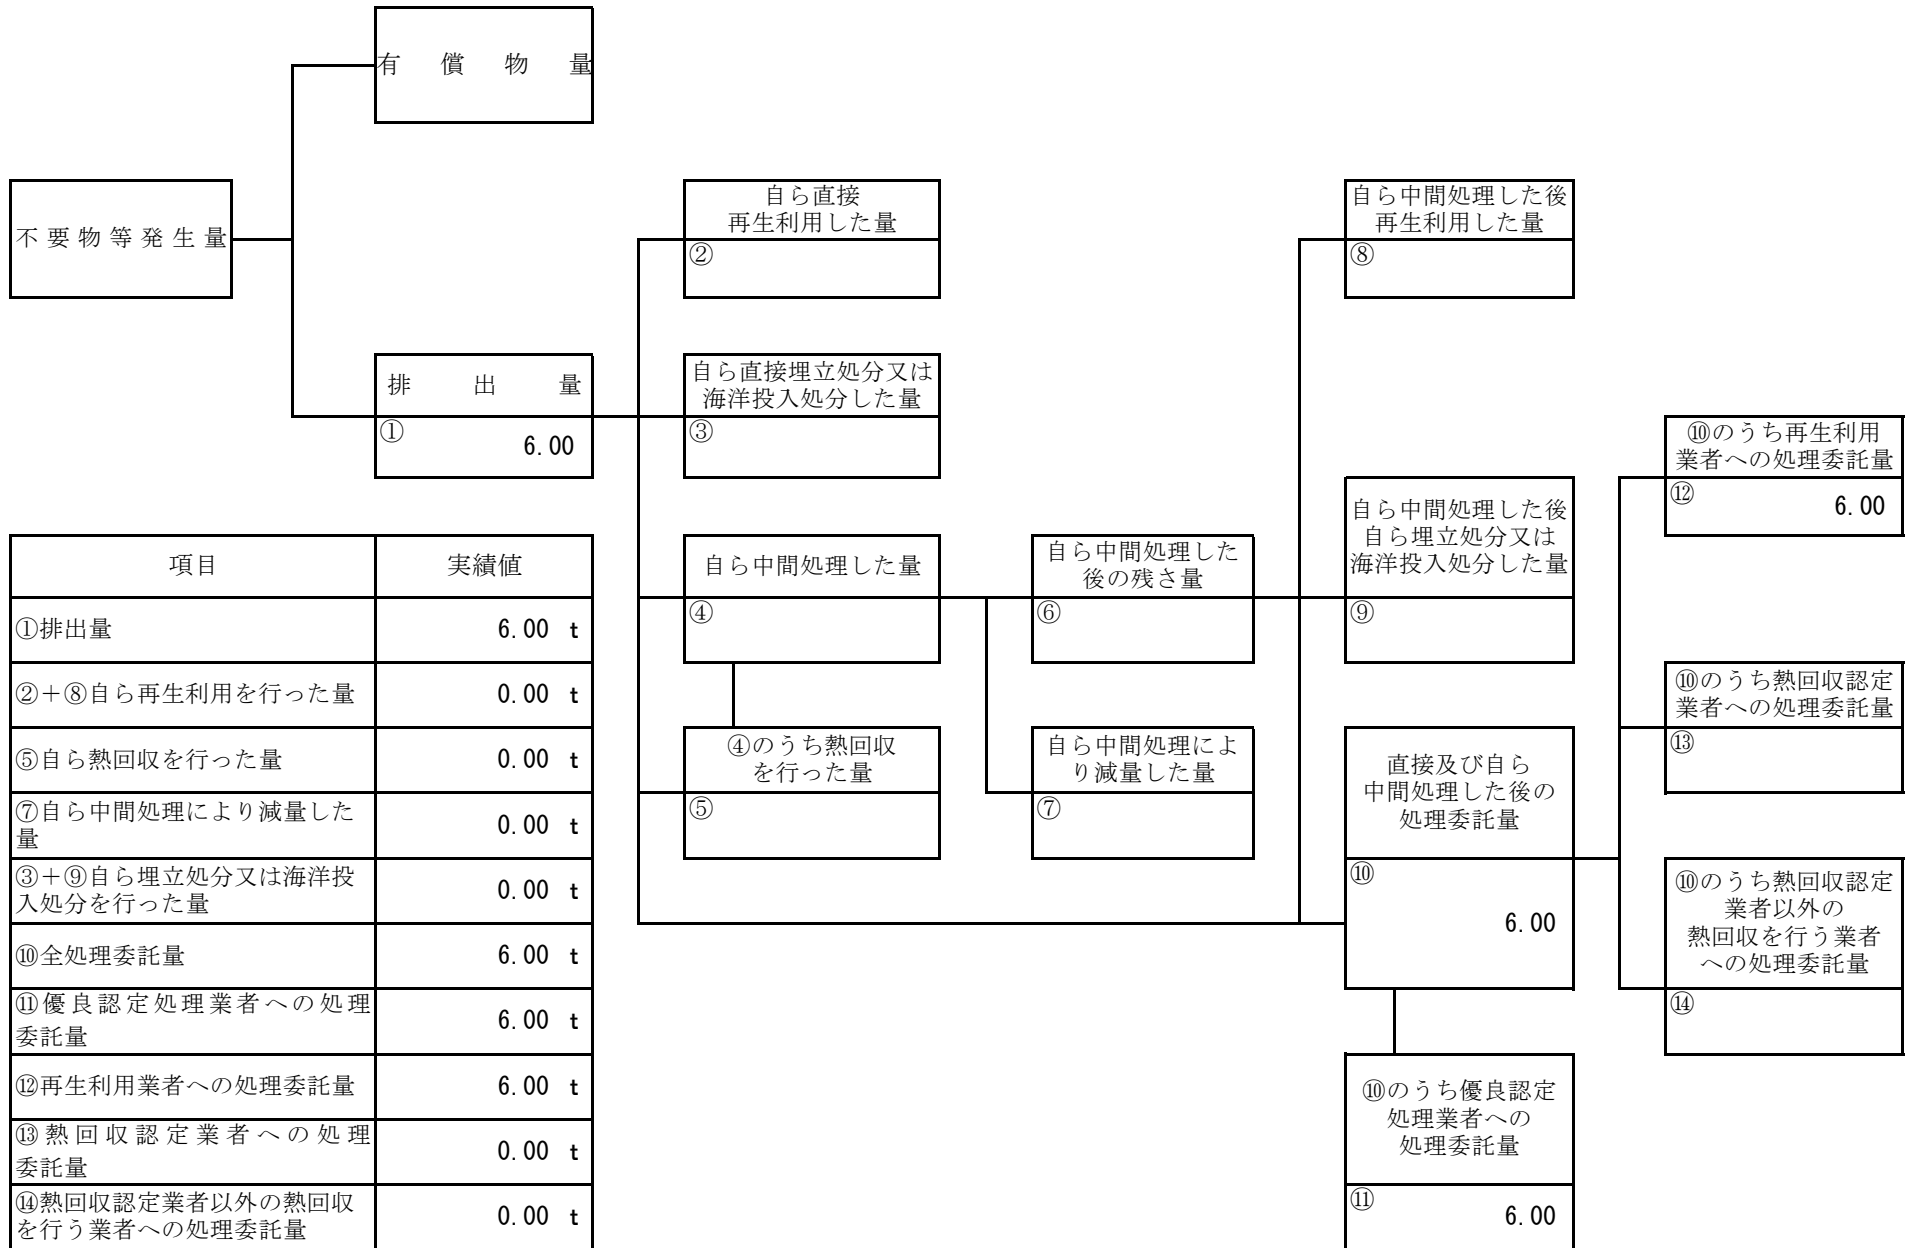 有償物量
不要物等発生量
排出量
①
6.00
自ら直接
再生利用した量
②
自ら直接埋立処分又は
海洋投入処分した量
③
自ら中間処理した量
④
④のうち熱回収
を行った量
⑤
自ら中間処理した
後の残さ量
⑥
自ら中間処理によ
り減量した量
⑦
自ら中間処理した後
再生利用した量
⑧
自ら中間処理した後
自ら埋立処分又は
海洋投入処分した量
⑨
直接及び自ら
中間処理した後の
処理委託量
⑩
6.00
⑩のうち優良認定
処理業者への
処理委託量
⑪
6.00
⑩のうち再生利用
業者への処理委託量
⑫
6.00
⑩のうち熱回収認定
業者への処理委託量
⑬
⑩のうち熱回収認定
業者以外の
熱回収を行う業者
への処理委託量
⑭
項目 実績値
①排出量 6.00 t
②+⑧自ら再生利用を行った量 0.00 t
⑤自ら熱回収を行った量 0.00 t
⑦自ら中間処理により減量した
量 0.00 t
③+⑨自ら埋立処分又は海洋投
入処分を行った量 0.00 t
⑩全処理委託量 6.00 t
⑪優良認定処理業者への処理
委託量 6.00 t
⑫再生利用業者への処理委託量 6.00 t
⑬熱回収認定業者への処理
委託量 0.00 t
⑭熱回収認定業者以外の熱回収
を行う業者への処理委託量 0.00 t